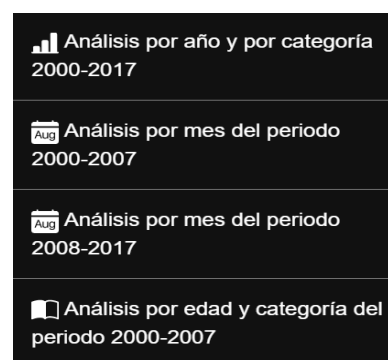 Análisis por año y por categoría
2000-2017
Aug Análisis por mes del periodo
2000-2007
Aug Análisis por mes del periodo
2008-2017
Análisis por edad y categoría del
periodo 2000-2007